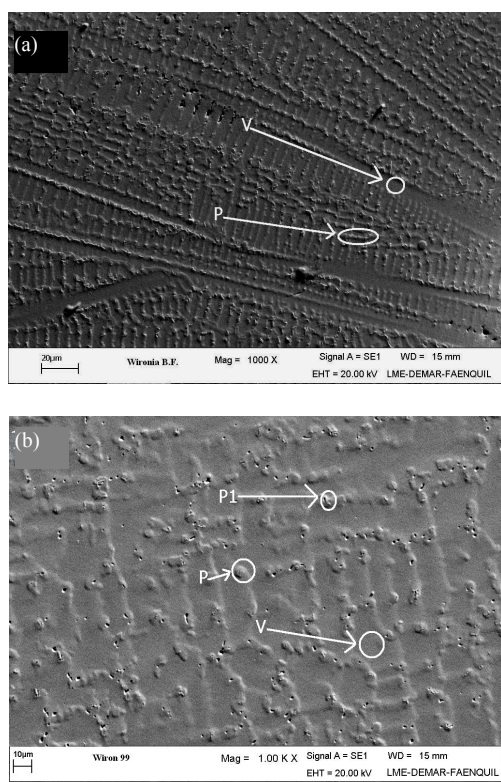 (a)
V
P
20µm
Wironia B.F.
Mag = 1000 X
Signal A = SE1
WD = 15 mm
EHT = 20.00 kV
LME-DEMAR-FAENQUIL
(b)
P1
P
V
10µm
Wiron 99
Mag = 1.00 K X
Signal A = SE1
WD = 15 mm
EHT = 20.00 kV
LME-DEMAR-FAENQUIL